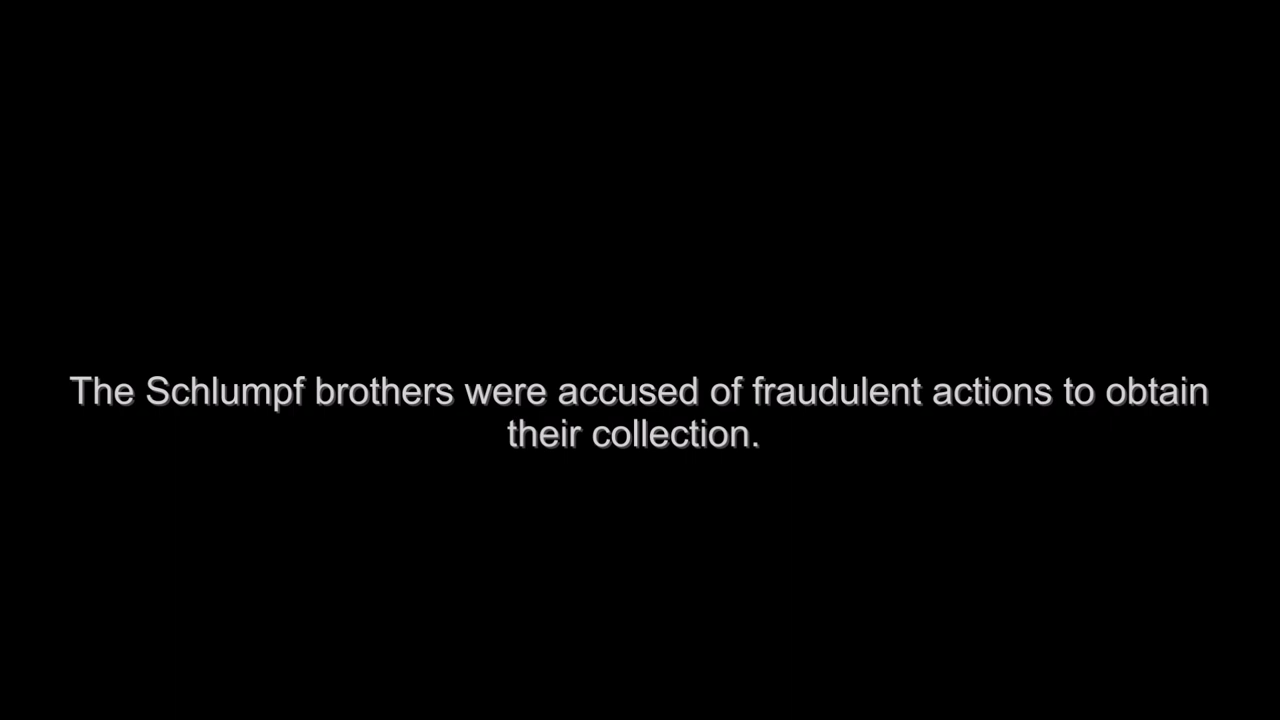 The Schlumpf brothers were accused of fraudulent actions to obtain
their collection.